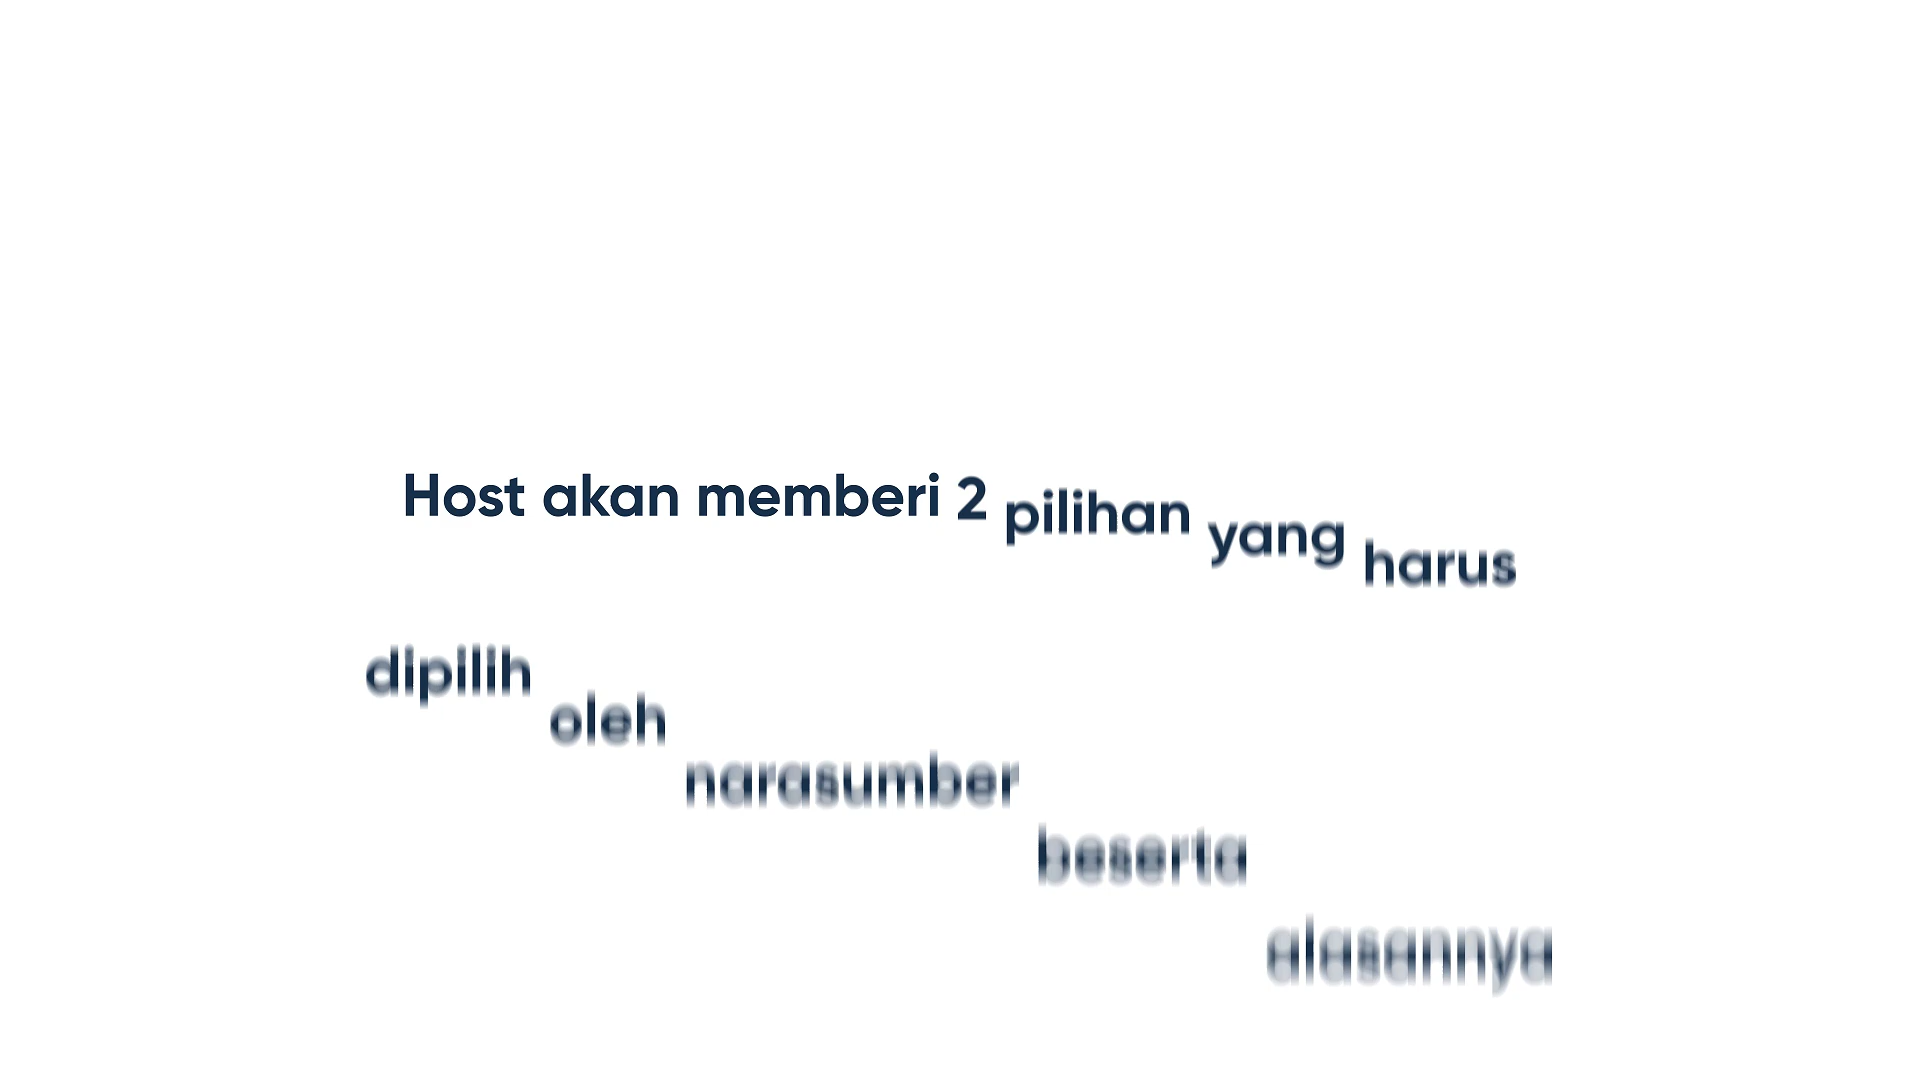 Host akan memberi 2 pilihan yang harus
dipilih oleh narasumber beserta alasannya